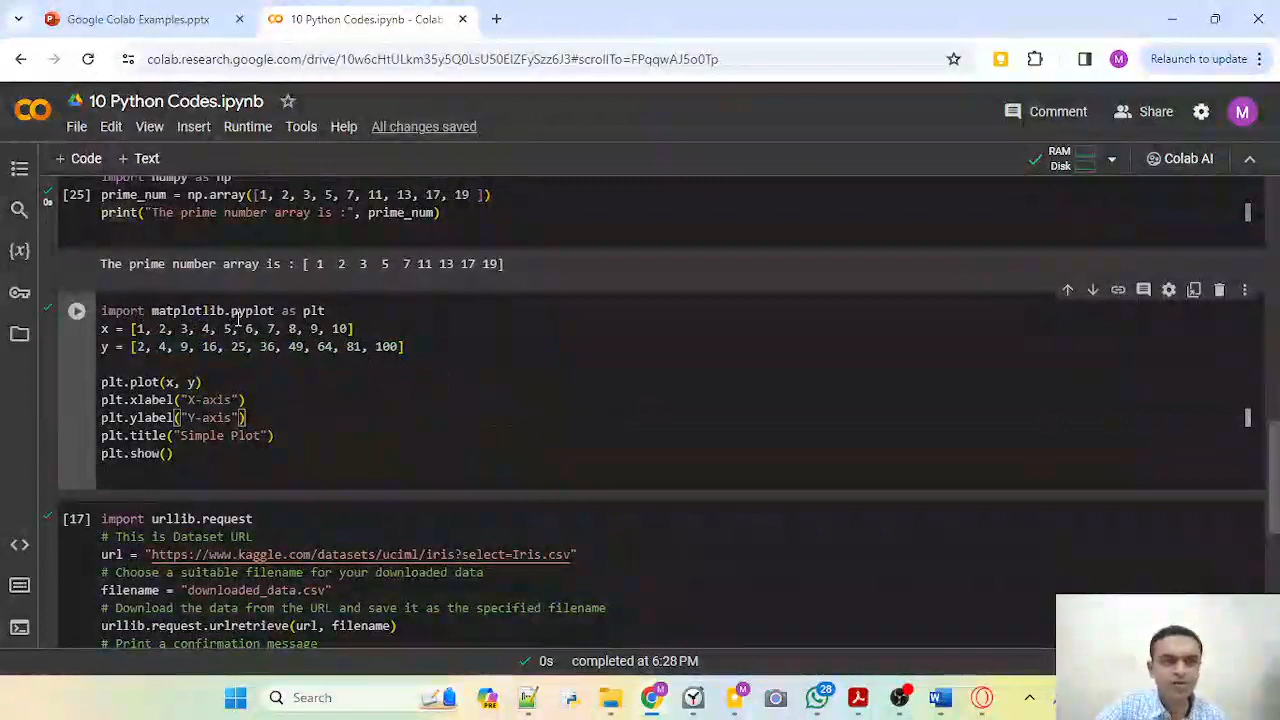 Google Colab Examples.pptx
10 Python Codes.ipynb - Colab
colab.research.google.com/drive/10w6cHtULkm35y5Q0LsU50ElZFySzz6J3#scrollTo=FPqqwAJ5o0Tp
M
Relaunch to update
CO
10 Python Codes.ipynb
Comment
Share
M
File Edit View Insert Runtime Tools Help All changes saved
+ Code + Text
RAM
Disk
Colab AI
import numpy as np
[25] prime_num = np.array([1, 2, 3, 5, 7, 11, 13, 17, 19 ])
0s
print("The prime number array is :", prime_num)
The prime number array is : [ 1 2 3 5 7 11 13 17 19]
import matplotlib.pyplot as plt
x = [1, 2, 3, 4, 5, 6, 7, 8, 9, 10]
y = [2, 4, 9, 16, 25, 36, 49, 64, 81, 100]
plt.plot(x, y)
plt.xlabel("X-axis")
plt.ylabel("Y-axis")
plt.title("Simple Plot")
plt.show()
[17] import urllib.request
# This is Dataset URL
url = "https://www.kaggle.com/datasets/uciml/iris?select=Iris.csv"
# Choose a suitable filename for your downloaded data
filename = "downloaded_data.csv"
# Download the data from the URL and save it as the specified filename
urllib.request.urlretrieve(url, filename)
# Print a confirmation message
0s completed at 6:28 PM
Search
PRE
M
M
28
W